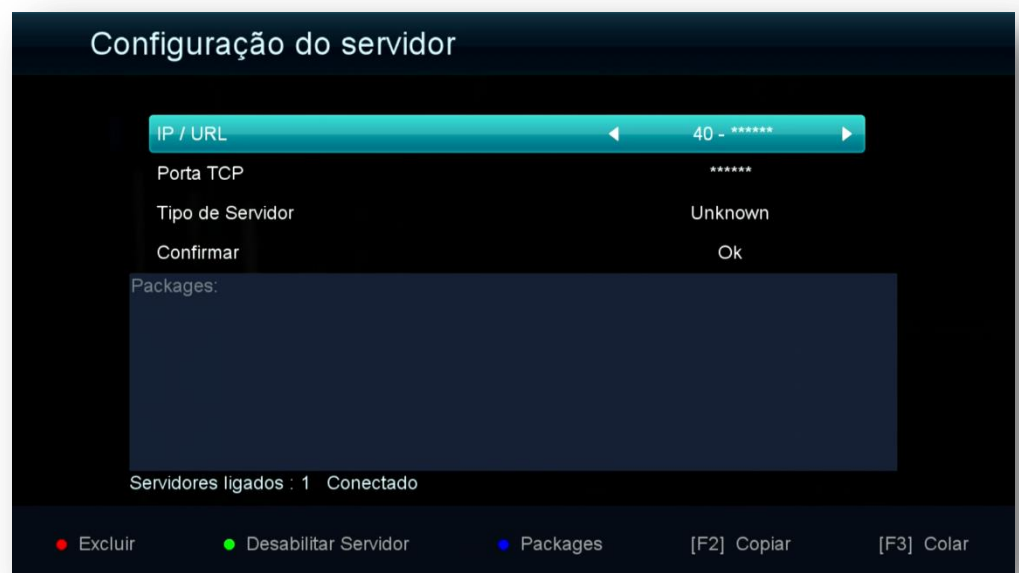 Configuração do servidor
IP / URL 40 - ******
Porta TCP ******
Tipo de Servidor Unknown
Confirmar Ok
Packages:
Servidores ligados : 1 Conectado
Excluir Desabilitar Servidor Packages [F2] Copiar [F3] Colar